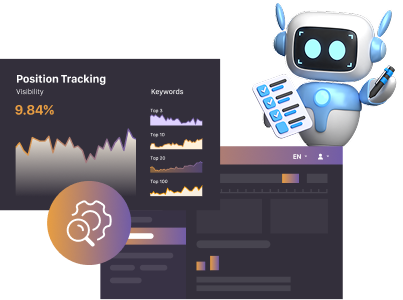 Position Tracking
Visibility
Keywords
9.84%
Top 3
Top 10
Top 20
Top 100
EN